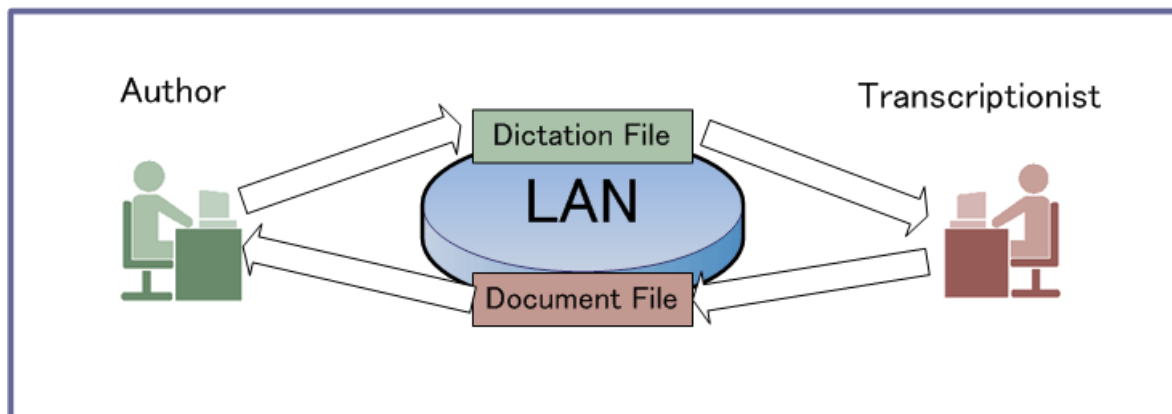 Author
Transcriptionist
Dictation File
LAN
Document File